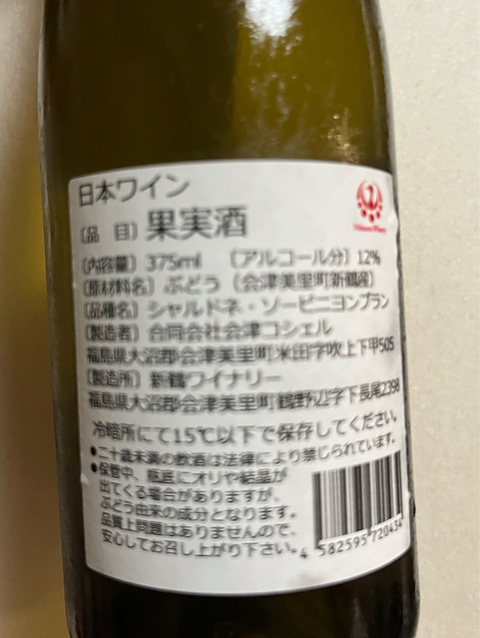 日本ワイン
〔品　目〕果実酒
〔内容量〕375ml　〔アルコール分〕12%
〔原材料名〕ぶどう（会津美里町新鶴産）
〔品種名〕シャルドネ・ソービニヨンブラン
〔製造者〕合同会社会津コシェル
福島県大沼郡会津美里町米田字吹上下甲505
〔製造所〕新鶴ワイナリー
福島県大沼郡会津美里町鶴野辺字下長尾2398
冷暗所にて15℃以下で保存してください。
●二十歳未満の飲酒は法律により禁じられています。
●保管中、瓶底にオリや結晶が
出てくる場合がありますが、
ぶどう由来の成分となります。
品質上問題はありませんので、
安心してお召し上がり下さい。
4 582595 720434